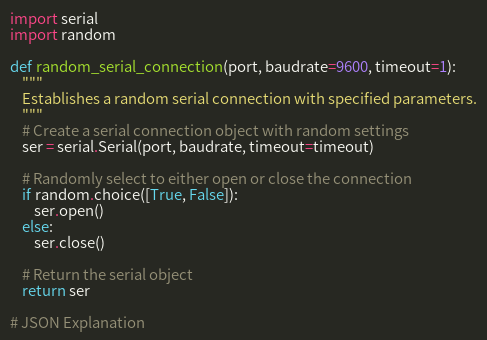 import serial
import random

def random_serial_connection(port, baudrate=9600, timeout=1):
    """
    Establishes a random serial connection with specified parameters.
    """
    # Create a serial connection object with random settings
    ser = serial.Serial(port, baudrate, timeout=timeout)

    # Randomly select to either open or close the connection
    if random.choice([True, False]):
        ser.open()
    else:
        ser.close()

    # Return the serial object
    return ser

# JSON Explanation